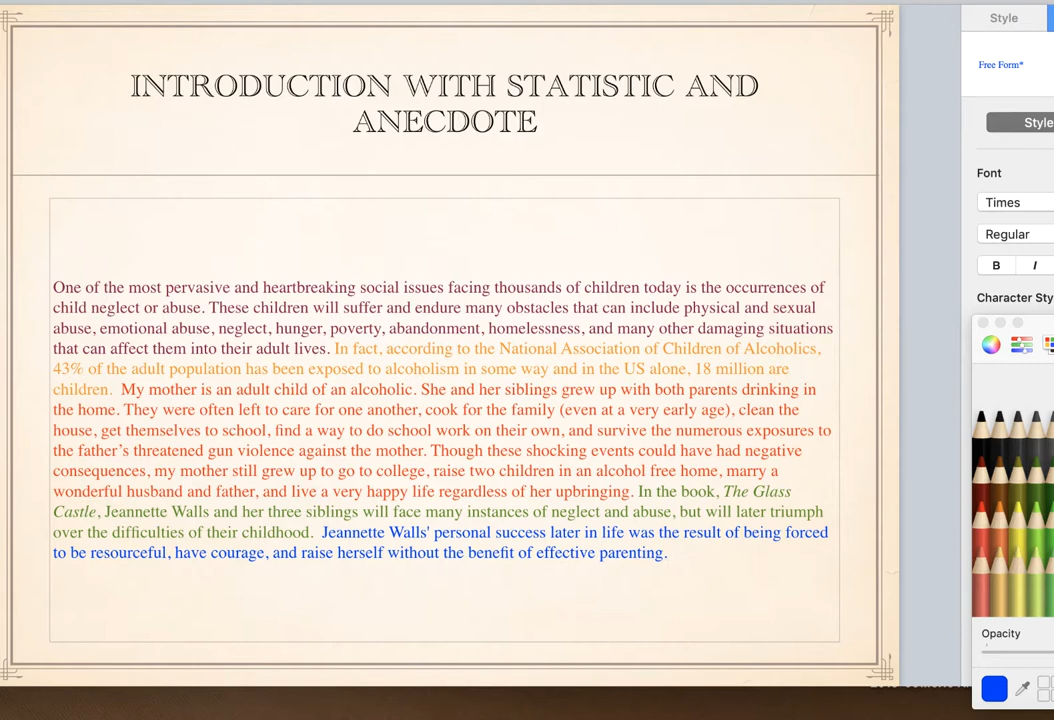 INTRODUCTION WITH STATISTIC AND
ANECDOTE
One of the most pervasive and heartbreaking social issues facing thousands of children today is the occurrences of
child neglect or abuse. These children will suffer and endure many obstacles that can include physical and sexual
abuse, emotional abuse, neglect, hunger, poverty, abandonment, homelessness, and many other damaging situations
that can affect them into their adult lives. In fact, according to the National Association of Children of Alcoholics,
43% of the adult population has been exposed to alcoholism in some way and in the US alone, 18 million are
children.  My mother is an adult child of an alcoholic. She and her siblings grew up with both parents drinking in
the home. They were often left to care for one another, cook for the family (even at a very early age), clean the
house, get themselves to school, find a way to do school work on their own, and survive the numerous exposures to
the father's threatened gun violence against the mother. Though these shocking events could have had negative
consequences, my mother still grew up to go to college, raise two children in an alcohol free home, marry a
wonderful husband and father, and live a very happy life regardless of her upbringing. In the book, The Glass
Castle, Jeannette Walls and her three siblings will face many instances of neglect and abuse, but will later triumph
over the difficulties of their childhood.  Jeannette Walls' personal success later in life was the result of being forced
to be resourceful, have courage, and raise herself without the benefit of effective parenting.
Style
Free Form*
Style
Font
Times
Regular
B I
Character Sty
Opacity